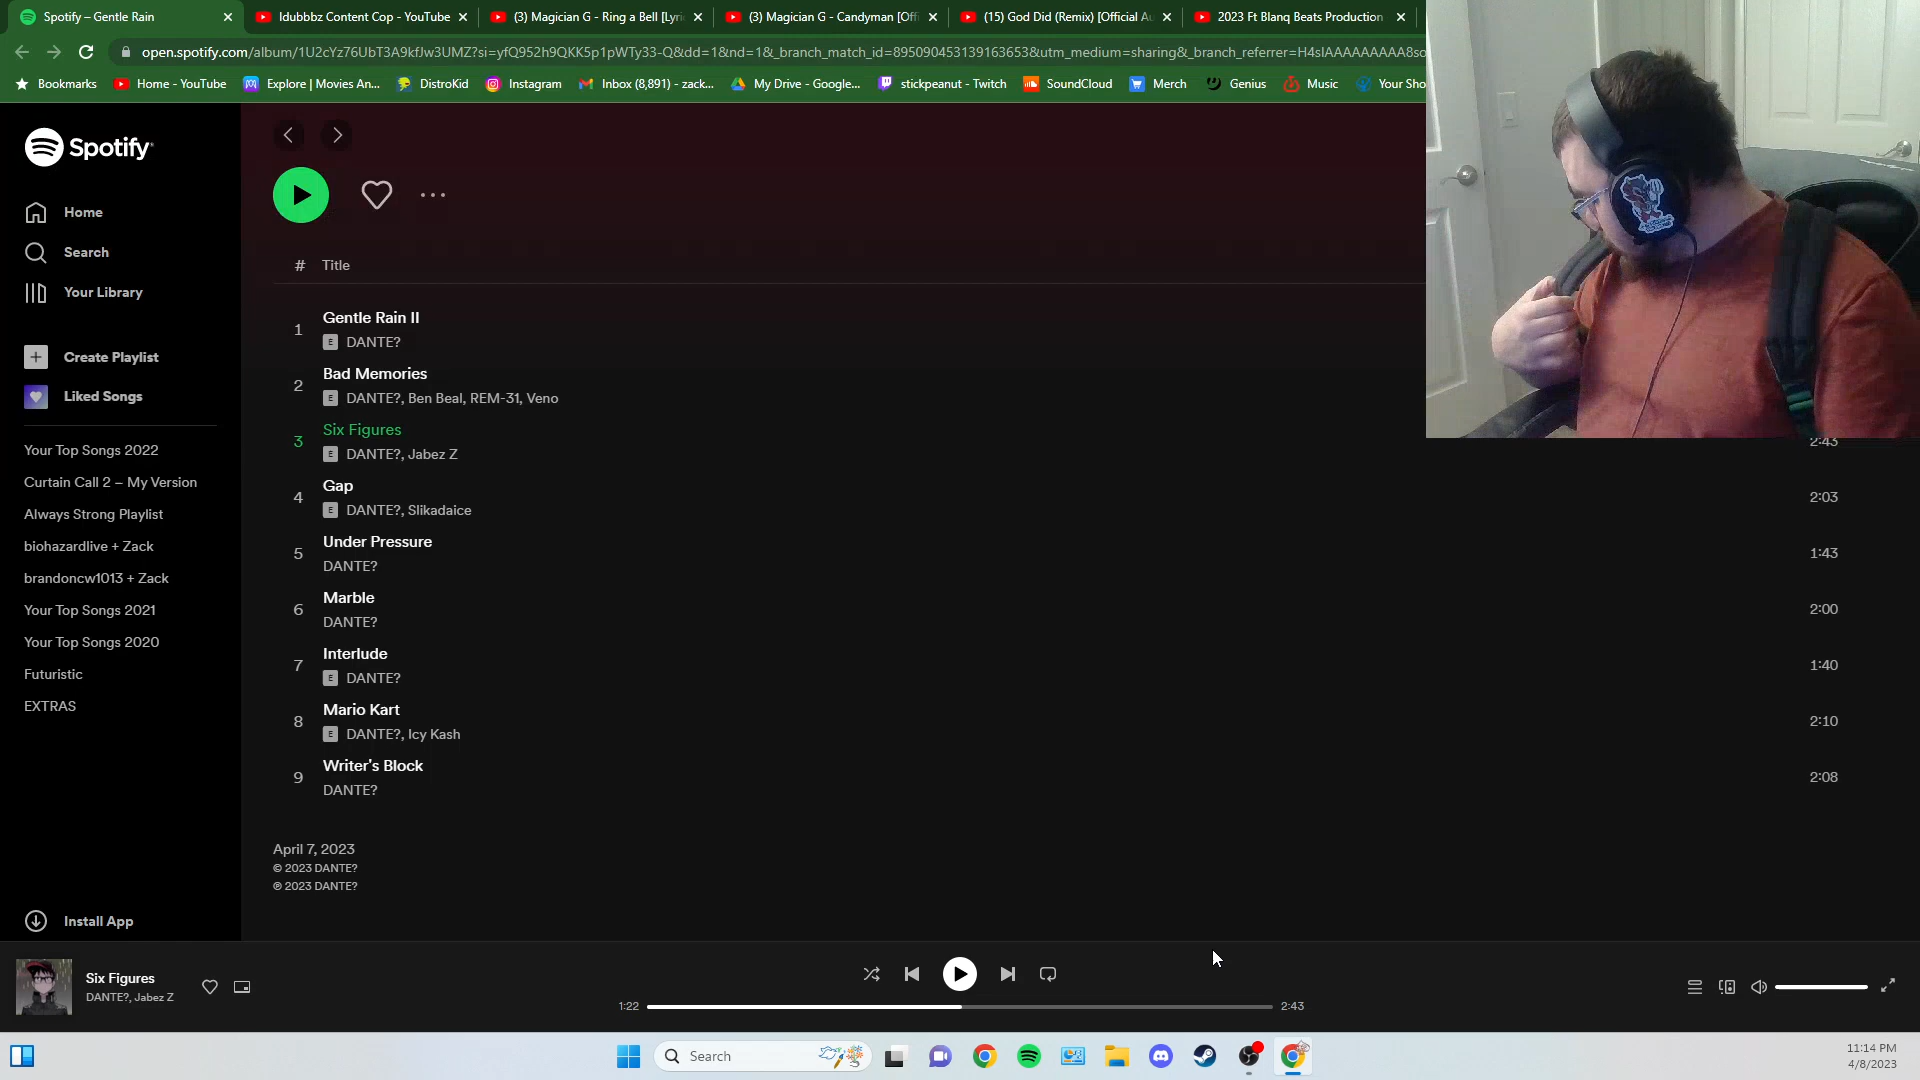 Spotify – Gentle Rain
Idubbbz Content Cop - YouTube
(3) Magician G - Ring a Bell [Lyri
(3) Magician G - Candyman [Offi
(15) God Did (Remix) [Official Au
2023 Ft Blanq Beats Production
open.spotify.com/album/1U2cYz76UbT3A9kfJw3UMZ?si=yfQ952h9QKK5p1pWTy33-Q&dd=1&nd=1&_branch_match_id=895090453139163653&utm_medium=sharing&_branch_referrer=H4sIAAAAAAAAA8so
Bookmarks
Home - YouTube
Explore | Movies An...
DistroKid
Instagram
Inbox (8,891) - zack...
My Drive - Google...
stickpeanut - Twitch
SoundCloud
Merch
Genius
Music
Your Sho
Spotify
Home
Search
Your Library
Create Playlist
Liked Songs
Your Top Songs 2022
Curtain Call 2 – My Version
Always Strong Playlist
biohazardlive + Zack
brandoncw1013 + Zack
Your Top Songs 2021
Your Top Songs 2020
Futuristic
EXTRAS
Install App
# Title
1 Gentle Rain II
E DANTE?
2 Bad Memories
E DANTE?, Ben Beal, REM-31, Veno
3 Six Figures 2:43
E DANTE?, Jabez Z
4 Gap 2:03
E DANTE?, Slikadaice
5 Under Pressure 1:43
DANTE?
6 Marble 2:00
DANTE?
7 Interlude 1:40
E DANTE?
8 Mario Kart 2:10
E DANTE?, Icy Kash
9 Writer's Block 2:08
DANTE?
April 7, 2023
© 2023 DANTE?
℗ 2023 DANTE?
Six Figures
DANTE?, Jabez Z
1:22
2:43
Search
11:14 PM
4/8/2023